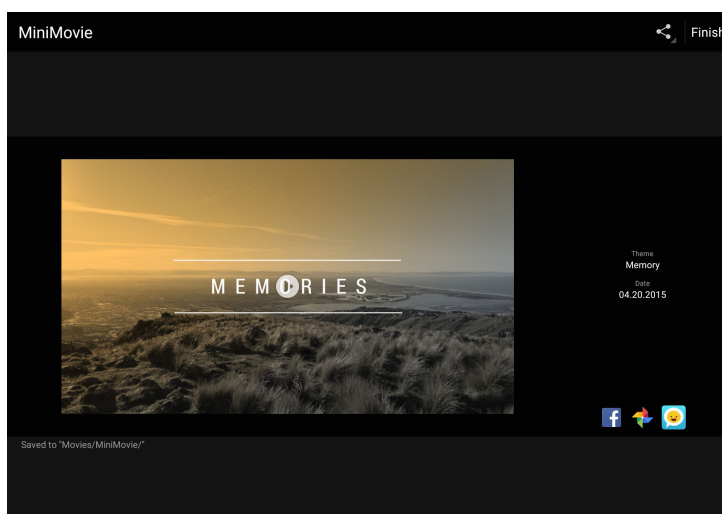 MiniMovie
Finish
MEMORIES
Theme
Memory
Date
04.20.2015
Saved to "Movies/MiniMovie/"